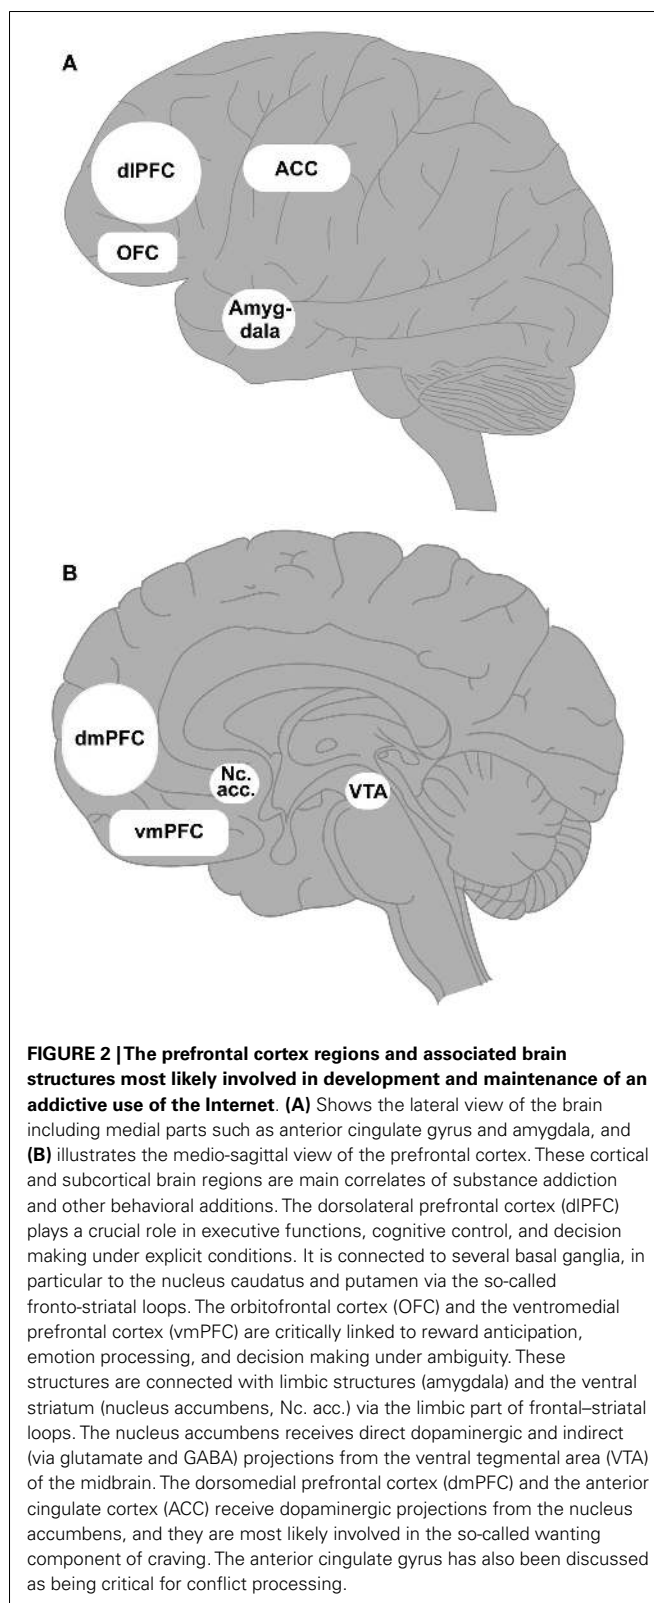 A
dlPFC
ACC
OFC
Amyg-
dala
B
dmPFC
Nc.
acc.
VTA
vmPFC
FIGURE 2 | The prefrontal cortex regions and associated brain
structures most likely involved in development and maintenance of an
addictive use of the Internet. (A) Shows the lateral view of the brain
including medial parts such as anterior cingulate gyrus and amygdala, and
(B) illustrates the medio-sagittal view of the prefrontal cortex. These cortical
and subcortical brain regions are main correlates of substance addiction
and other behavioral additions. The dorsolateral prefrontal cortex (dlPFC)
plays a crucial role in executive functions, cognitive control, and decision
making under explicit conditions. It is connected to several basal ganglia, in
particular to the nucleus caudatus and putamen via the so-called
fronto-striatal loops. The orbitofrontal cortex (OFC) and the ventromedial
prefrontal cortex (vmPFC) are critically linked to reward anticipation,
emotion processing, and decision making under ambiguity. These
structures are connected with limbic structures (amygdala) and the ventral
striatum (nucleus accumbens, Nc. acc.) via the limbic part of frontal–striatal
loops. The nucleus accumbens receives direct dopaminergic and indirect
(via glutamate and GABA) projections from the ventral tegmental area (VTA)
of the midbrain. The dorsomedial prefrontal cortex (dmPFC) and the anterior
cingulate cortex (ACC) receive dopaminergic projections from the nucleus
accumbens, and they are most likely involved in the so-called wanting
component of craving. The anterior cingulate gyrus has also been discussed
as being critical for conflict processing.